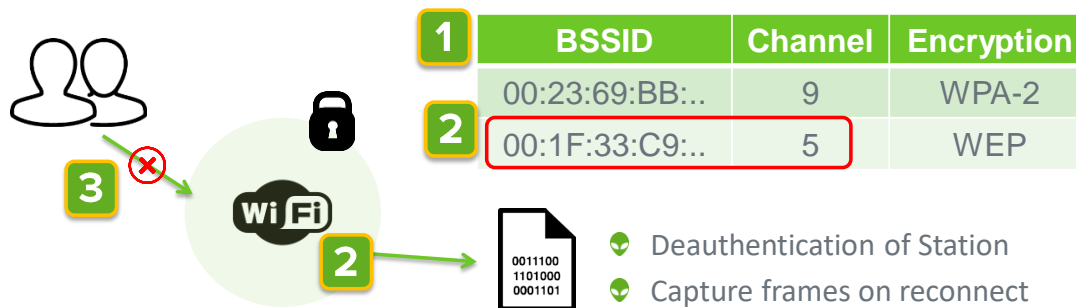 1
BSSID Channel Encryption
00:23:69:BB:.. 9 WPA-2
2
00:1F:33:C9:.. 5 WEP
3
Wi Fi
2
0011100
1101000
0001101
Deauthentication of Station
Capture frames on reconnect